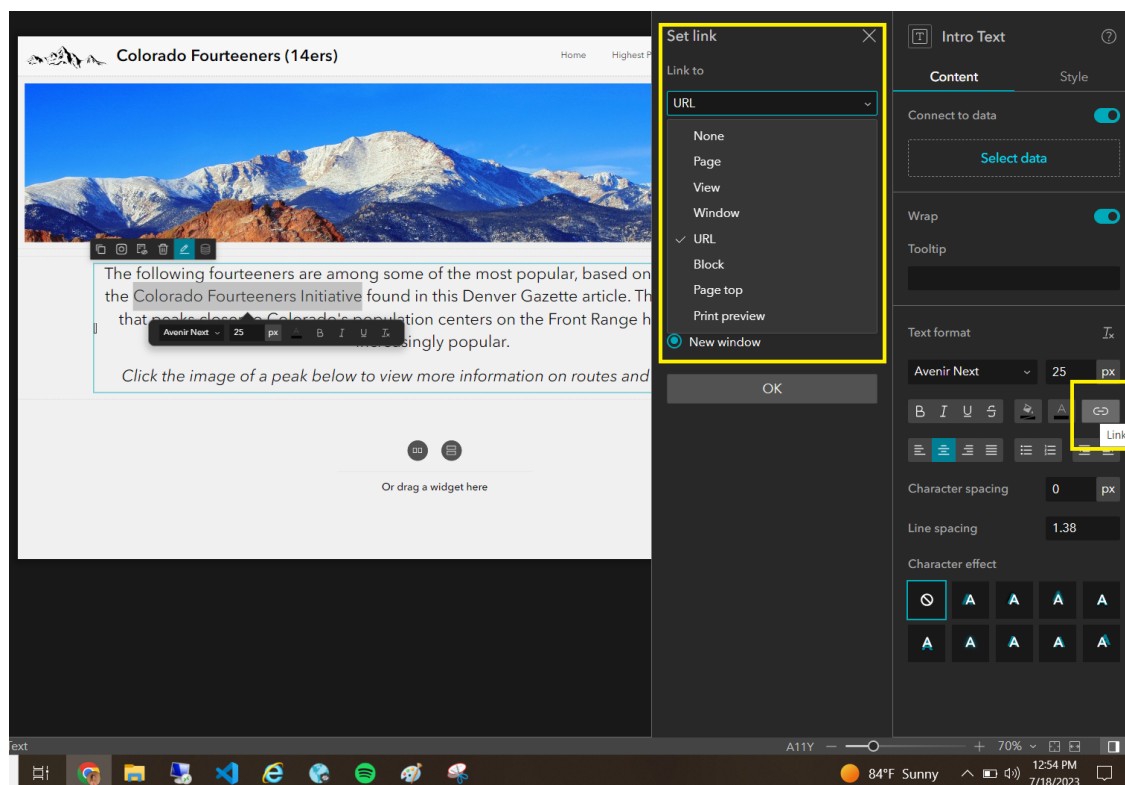 Colorado Fourteeners (14ers)
Home
Highest P
The following fourteeners are among some of the most popular, based on
the Colorado Fourteeners Initiative found in this Denver Gazette article. Th
that peaks closer to Colorado's population centers on the Front Range h
increasingly popular.
Avenir Next
25
px
A
B
I
U
Click the image of a peak below to view more information on routes and
Or drag a widget here
Set link
Link to
URL
None
Page
View
Window
URL
Block
Page top
Print preview
New window
OK
Intro Text
Content
Style
Connect to data
Select data
Wrap
Tooltip
Text format
Avenir Next
25
px
B I U S
A
Link
Character spacing
0
px
Line spacing
1.38
Character effect
A A A A
A A A A A
ext
A11Y
70%
84°F Sunny
12:54 PM
7/18/2023